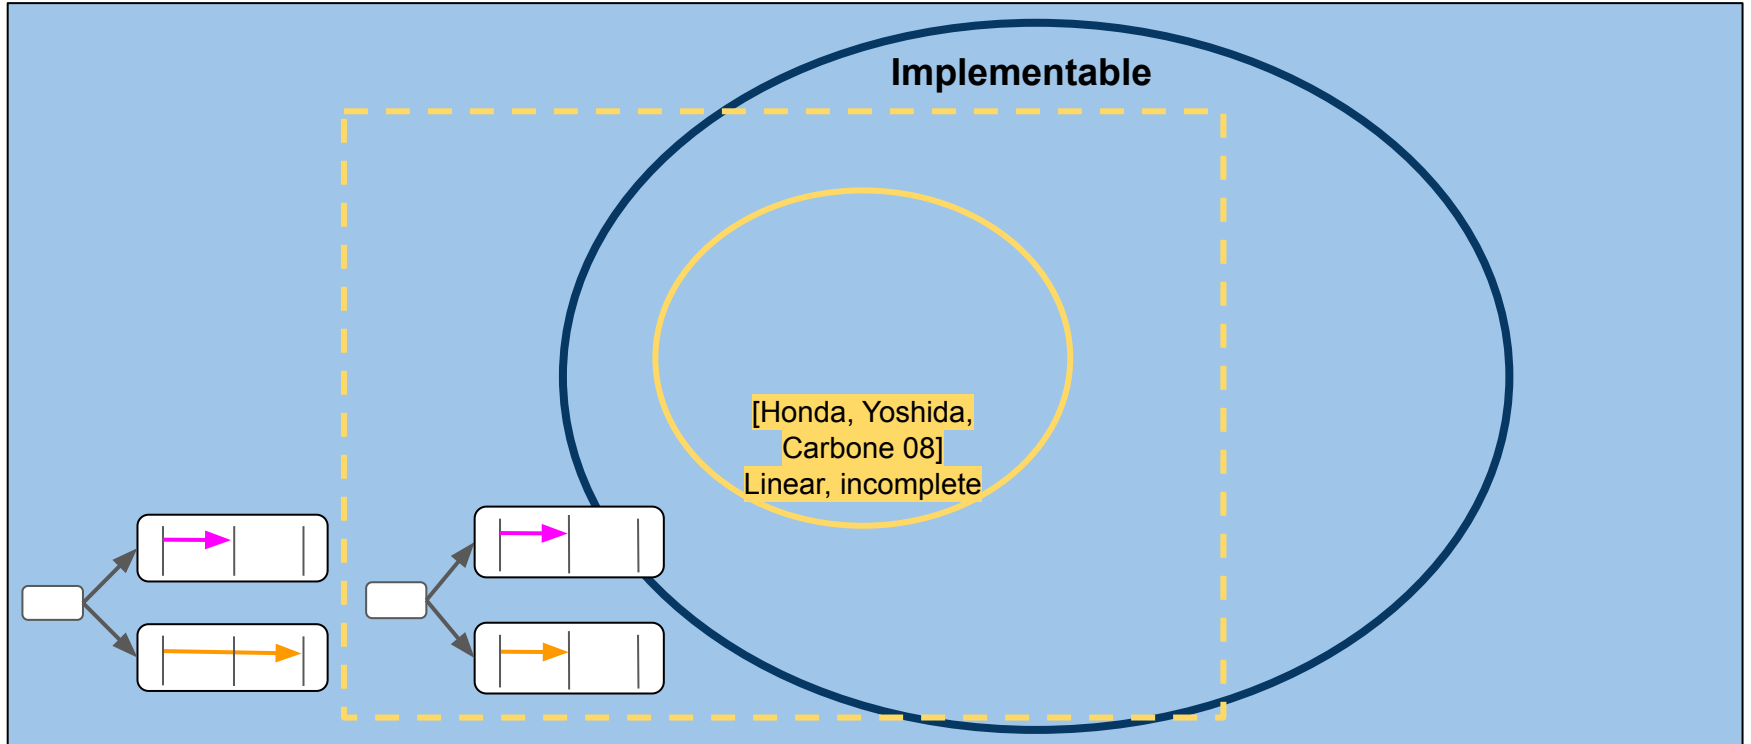 Implementable
[Honda, Yoshida,
Carbone 08]
Linear, incomplete